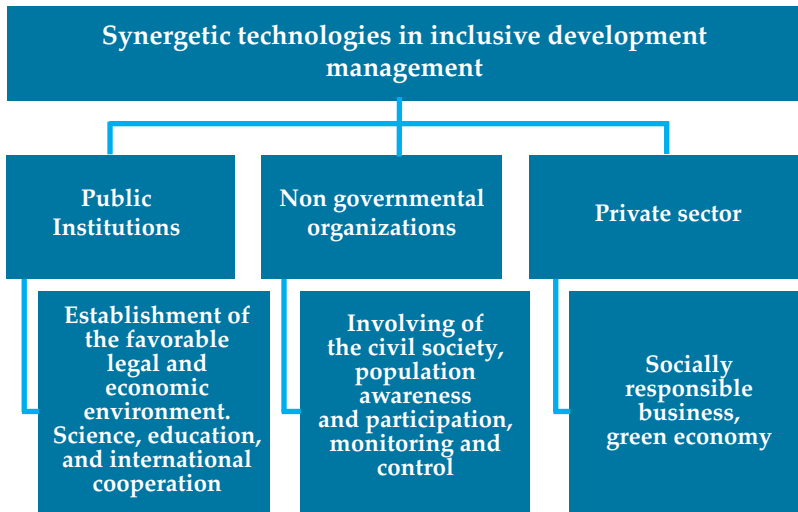 Synergetic technologies in inclusive development
management
Public
Institutions
Non governmental
organizations
Private sector
Establishment of
the favorable
legal and
economic
environment.
Science, education,
and international
cooperation
Involving of
the civil society,
population
awareness
and participation,
monitoring and
control
Socially
responsible
business,
green economy